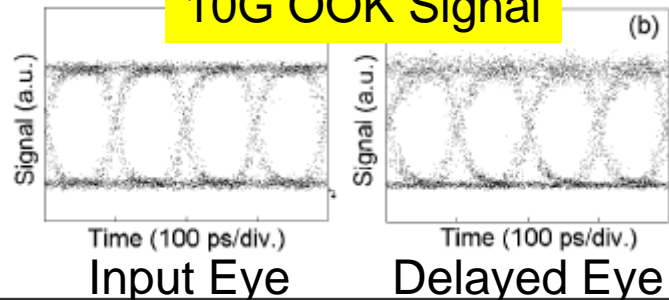 10G OOK Signal
(b)
Signal (a.u.)
Signal (a.u.)
Time (100 ps/div.)
Time (100 ps/div.)
Input Eye
Delayed Eye